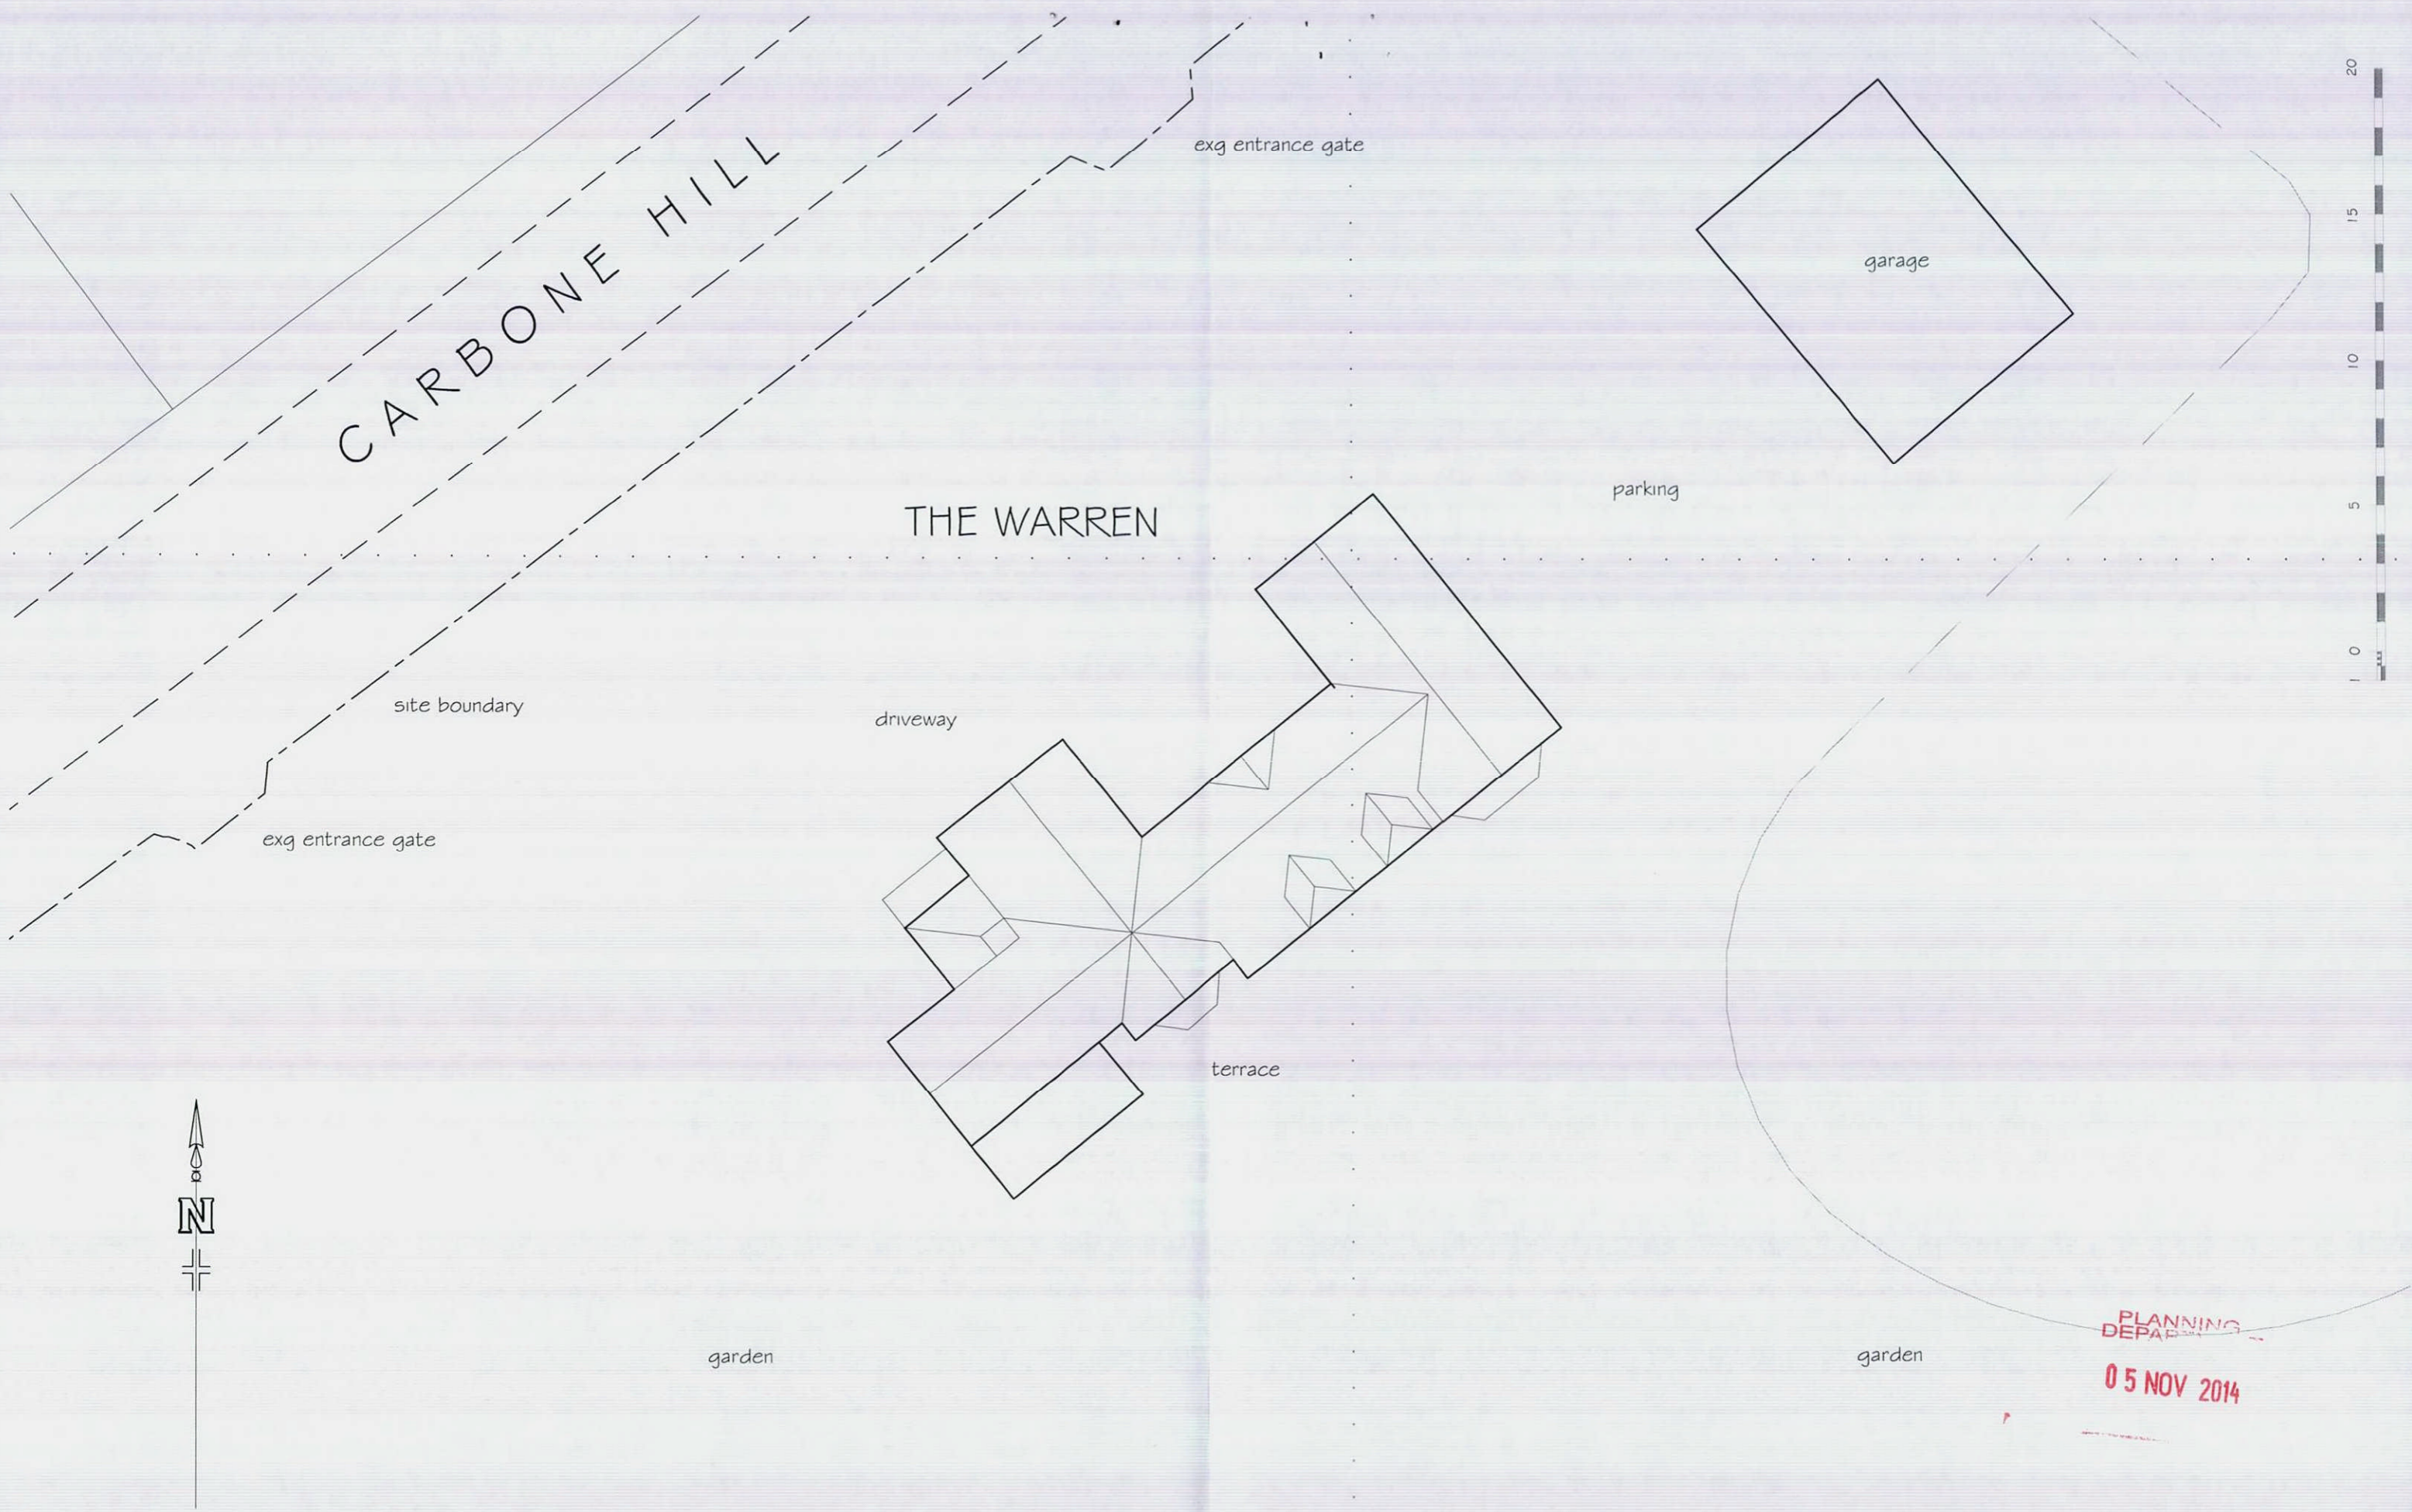 CARBONE HILL
exg entrance gate
garage
20
15
10
5
0
1
parking
THE WARREN
site boundary
driveway
exg entrance gate
terrace
N
garden
garden
PLANNING
05 NOV 2014